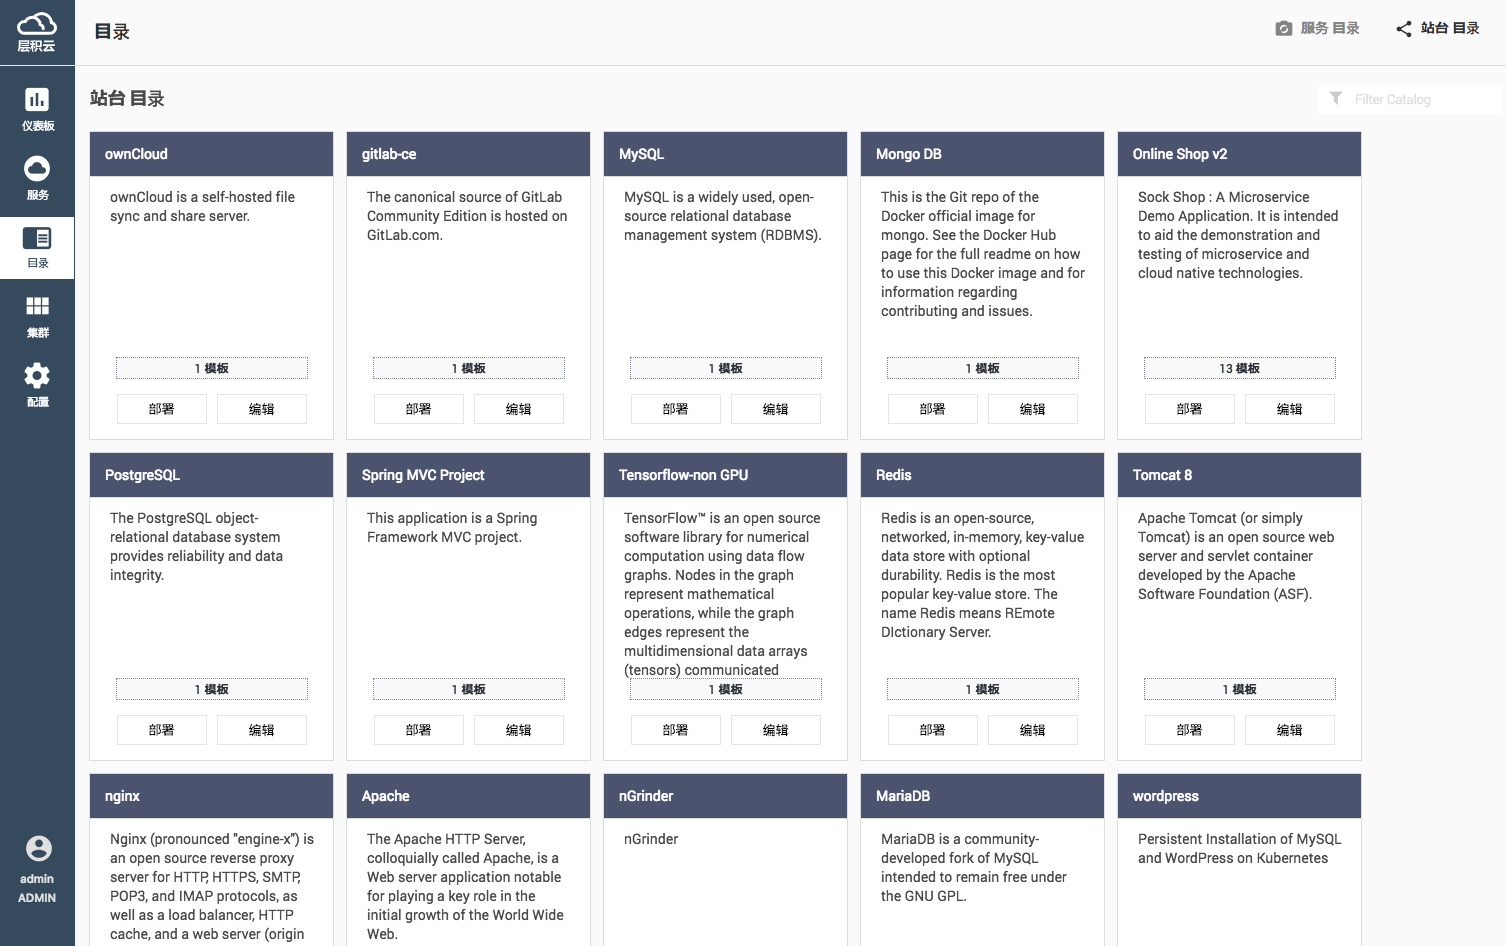 层积云
目录
服务 目录
站台 目录
仪表板
服务
目录
集群
配置
admin
ADMIN
站台 目录
Filter Catalog
ownCloud
ownCloud is a self-hosted file
sync and share server.
1 模板
部署
编辑
gitlab-ce
The canonical source of GitLab
Community Edition is hosted on
GitLab.com.
1 模板
部署
编辑
MySQL
MySQL is a widely used, open-
source relational database
management system (RDBMS).
1 模板
部署
编辑
Mongo DB
This is the Git repo of the
Docker official image for
mongo. See the Docker Hub
page for the full readme on how
to use this Docker image and for
information regarding
contributing and issues.
1 模板
部署
编辑
Online Shop v2
Sock Shop : A Microservice
Demo Application. It is intended
to aid the demonstration and
testing of microservice and
cloud native technologies.
13 模板
部署
编辑
PostgreSQL
The PostgreSQL object-
relational database system
provides reliability and data
integrity.
1 模板
部署
编辑
Spring MVC Project
This application is a Spring
Framework MVC project.
1 模板
部署
编辑
Tensorflow-non GPU
TensorFlow™ is an open source
software library for numerical
computation using data flow
graphs. Nodes in the graph
represent mathematical
operations, while the graph
edges represent the
multidimensional data arrays
(tensors) communicated
1 模板
部署
编辑
Redis
Redis is an open-source,
networked, in-memory, key-value
data store with optional
durability. Redis is the most
popular key-value store. The
name Redis means REmote
DIctionary Server.
1 模板
部署
编辑
Tomcat 8
Apache Tomcat (or simply
Tomcat) is an open source web
server and servlet container
developed by the Apache
Software Foundation (ASF).
1 模板
部署
编辑
nginx
Nginx (pronounced "engine-x") is
an open source reverse proxy
server for HTTP, HTTPS, SMTP,
POP3, and IMAP protocols, as
well as a load balancer, HTTP
cache, and a web server (origin
Apache
The Apache HTTP Server,
colloquially called Apache, is a
Web server application notable
for playing a key role in the
initial growth of the World Wide
Web.
nGrinder
nGrinder
MariaDB
MariaDB is a community-
developed fork of MySQL
intended to remain free under
the GNU GPL.
wordpress
Persistent Installation of MySQL
and WordPress on Kubernetes